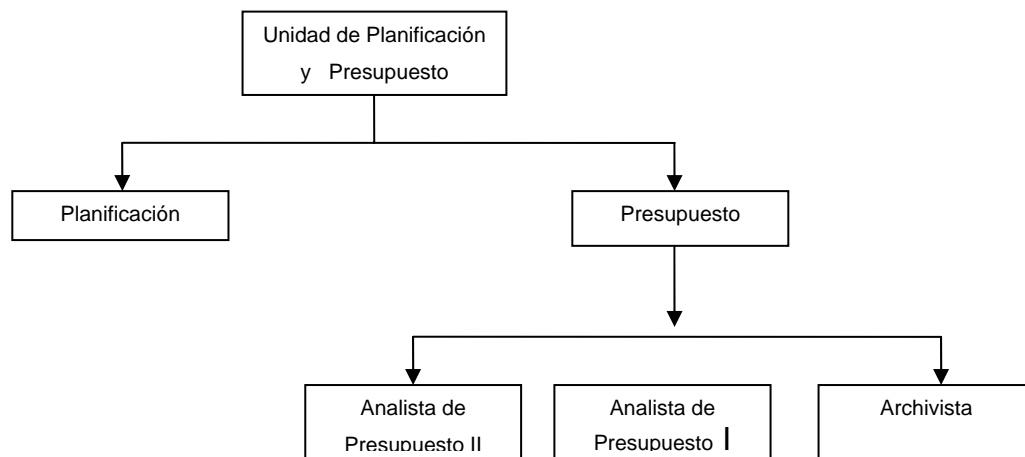 Unidad de Planificación
y Presupuesto
Planificación
Presupuesto
Analista de
Presupuesto II
Analista de
Presupuesto I
Archivista